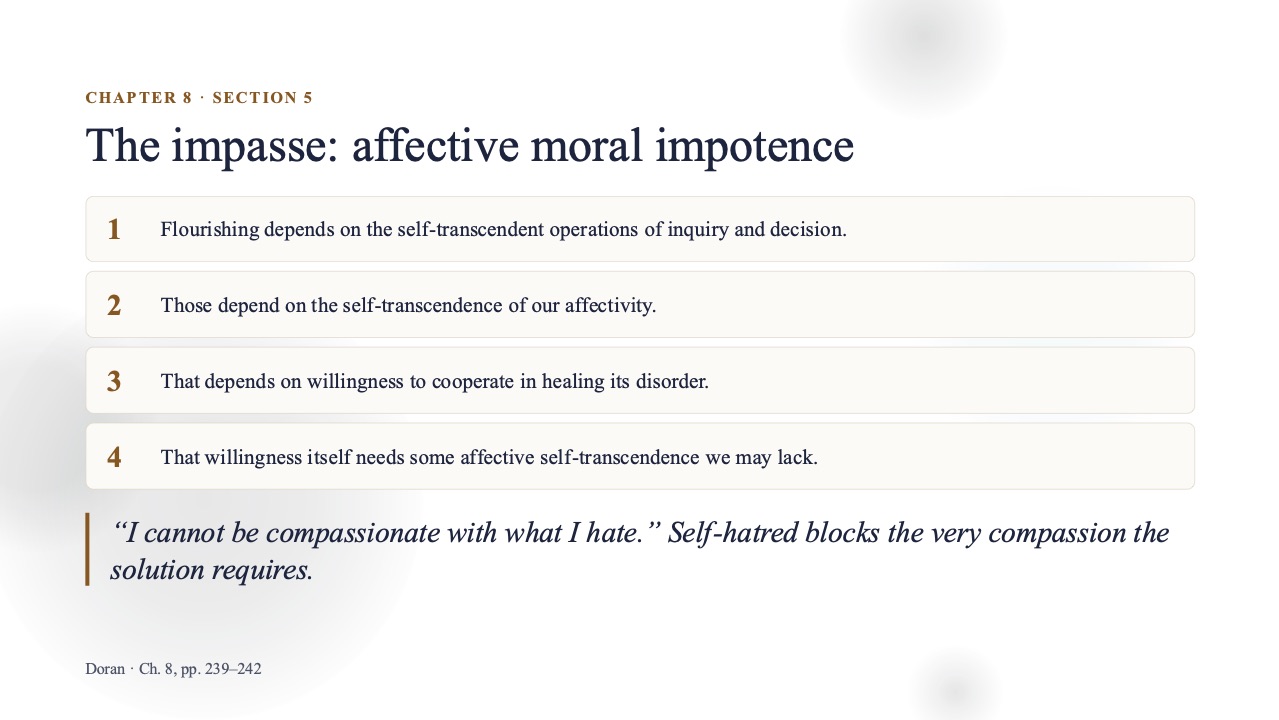 CHAPTER 8 · SECTION 5
The impasse: affective moral impotence
1 Flourishing depends on the self-transcendent operations of inquiry and decision.
2 Those depend on the self-transcendence of our affectivity.
3 That depends on willingness to cooperate in healing its disorder.
4 That willingness itself needs some affective self-transcendence we may lack.
“I cannot be compassionate with what I hate.” Self-hatred blocks the very compassion the
solution requires.
Doran · Ch. 8, pp. 239–242